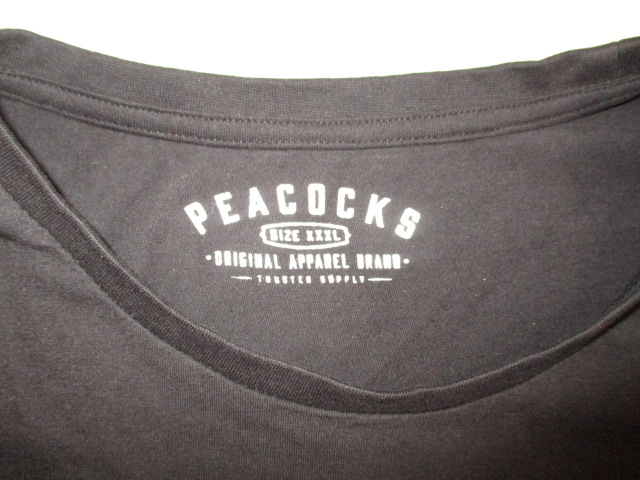 PEACOCKS
SIZE XXXL
·ORIGINAL APPAREL BRAND·
TRUSTED SUPPLY